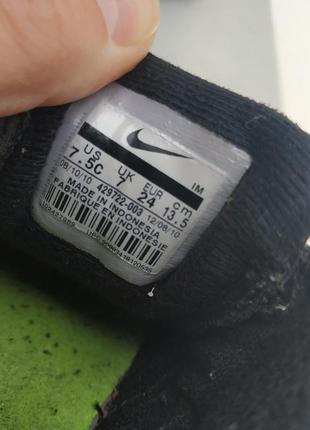 US UK EUR cm
7.5C 7 24 13.5
IM
08/10/10 429722-003 12/08/10
MADE IN INDONESIA
FABRIQUE EN INDONESIE